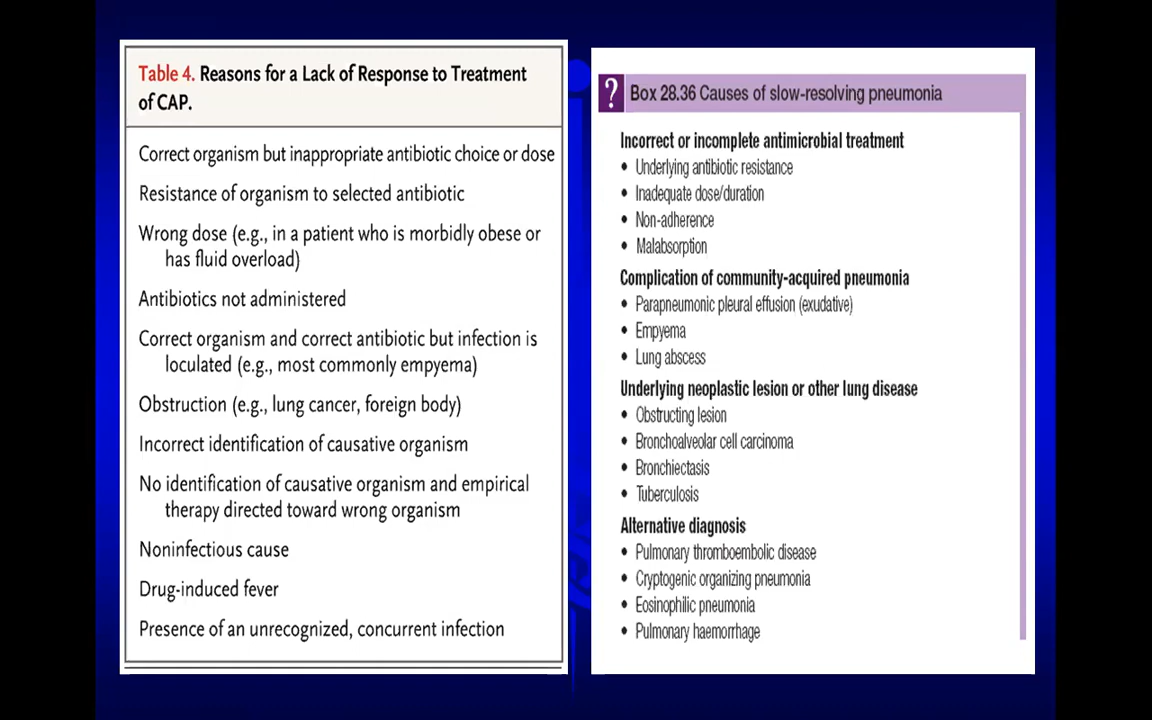 Table 4. Reasons for a Lack of Response to Treatment
of CAP.
Correct organism but inappropriate antibiotic choice or dose
Resistance of organism to selected antibiotic
Wrong dose (e.g., in a patient who is morbidly obese or
has fluid overload)
Antibiotics not administered
Correct organism and correct antibiotic but infection is
loculated (e.g., most commonly empyema)
Obstruction (e.g., lung cancer, foreign body)
Incorrect identification of causative organism
No identification of causative organism and empirical
therapy directed toward wrong organism
Noninfectious cause
Drug-induced fever
Presence of an unrecognized, concurrent infection
? Box 28.36 Causes of slow-resolving pneumonia
Incorrect or incomplete antimicrobial treatment
• Underlying antibiotic resistance
• Inadequate dose/duration
• Non-adherence
• Malabsorption
Complication of community-acquired pneumonia
• Parapneumonic pleural effusion (exudative)
• Empyema
• Lung abscess
Underlying neoplastic lesion or other lung disease
• Obstructing lesion
• Bronchoalveolar cell carcinoma
• Bronchiectasis
• Tuberculosis
Alternative diagnosis
• Pulmonary thromboembolic disease
• Cryptogenic organizing pneumonia
• Eosinophilic pneumonia
• Pulmonary haemorrhage